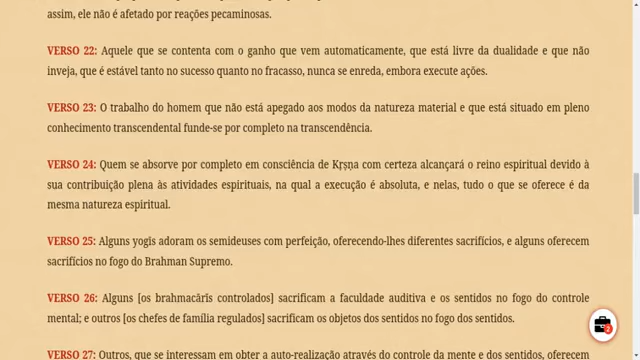 assim, ele não é afetado por reações pecaminosas.
VERSO 22: Aquele que se contenta com o ganho que vem automaticamente, que está livre da dualidade e que não
inveja, que é estável tanto no sucesso quanto no fracasso, nunca se enreda, embora execute ações.
VERSO 23: O trabalho do homem que não está apegado aos modos da natureza material e que está situado em pleno
conhecimento transcendental funde-se por completo na transcendência.
VERSO 24: Quem se absorve por completo em consciência de Kṛṣṇa com certeza alcançará o reino espiritual devido à
sua contribuição plena às atividades espirituais, na qual a execução é absoluta, e nelas, tudo o que se oferece é da
mesma natureza espiritual.
VERSO 25: Alguns yogīs adoram os semideuses com perfeição, oferecendo-lhes diferentes sacrifícios, e alguns oferecem
sacrifícios no fogo do Brahman Supremo.
VERSO 26: Alguns [os brahmacārīs controlados] sacrificam a faculdade auditiva e os sentidos no fogo do controle
mental; e outros [os chefes de família regulados] sacrificam os objetos dos sentidos no fogo dos sentidos.
VERSO 27: Outros, que se interessam em obter a auto-realização através do controle da mente e dos sentidos, oferecem